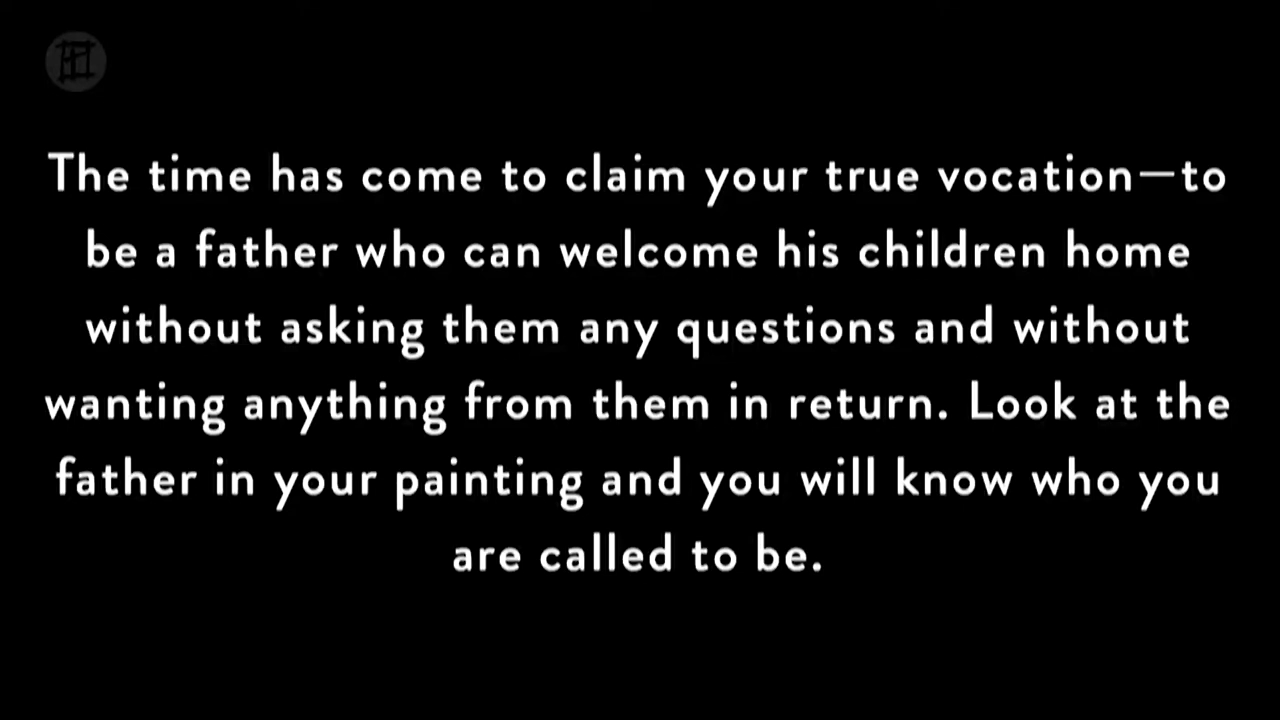 The time has come to claim your true vocation—to
be a father who can welcome his children home
without asking them any questions and without
wanting anything from them in return. Look at the
father in your painting and you will know who you
are called to be.